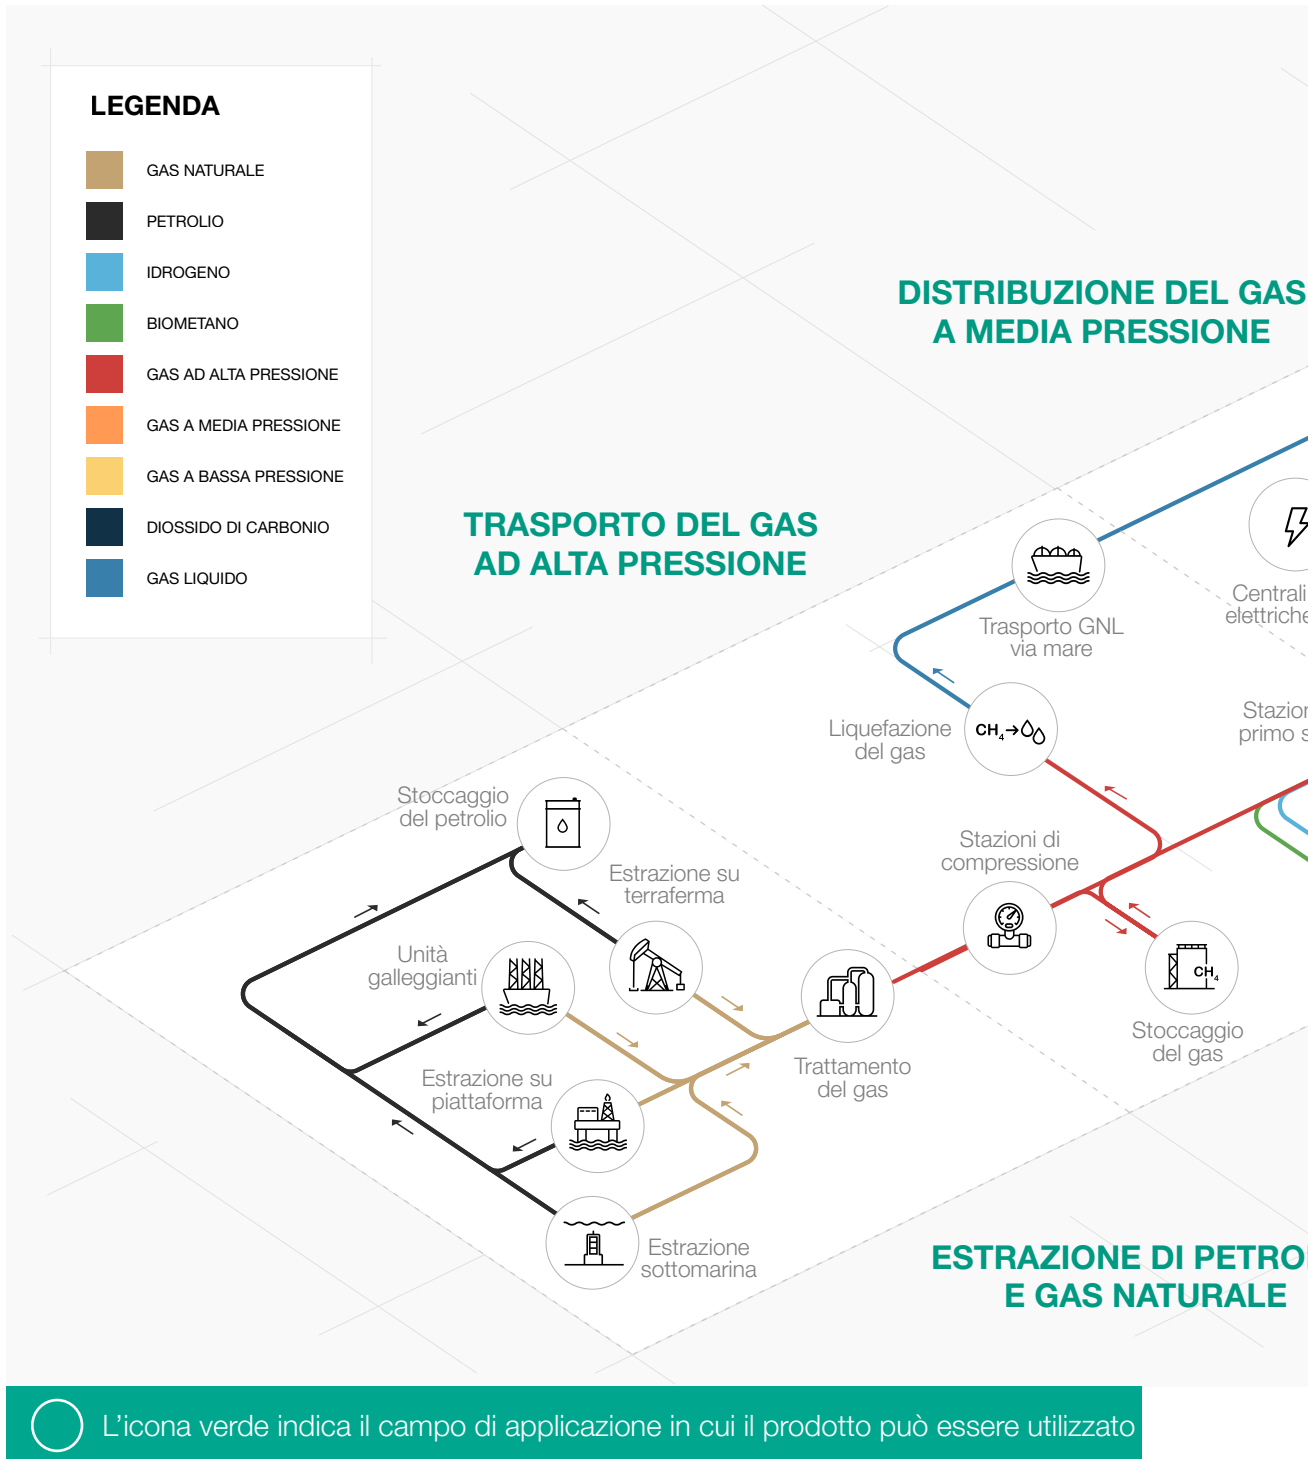 LEGENDA
GAS NATURALE
PETROLIO
IDROGENO
BIOMETANO
GAS AD ALTA PRESSIONE
GAS A MEDIA PRESSIONE
GAS A BASSA PRESSIONE
DIOSSIDO DI CARBONIO
GAS LIQUIDO
DISTRIBUZIONE DEL GAS
A MEDIA PRESSIONE
TRASPORTO DEL GAS
AD ALTA PRESSIONE
Centrali
elettriche
Trasporto GNL
via mare
Liquefazione
del gas
CH₄→
primo
Stoccaggio
del petrolio
Stazioni di
compressione
Estrazione su
terraferma
Unità
galleggianti
CH₄
Stoccaggio
del gas
Trattamento
del gas
Estrazione su
piattaforma
Estrazione
sottomarina
ESTRAZIONE DI
E GAS NATURALE
L'icona verde indica il campo di applicazione in cui il prodotto può essere utilizzato